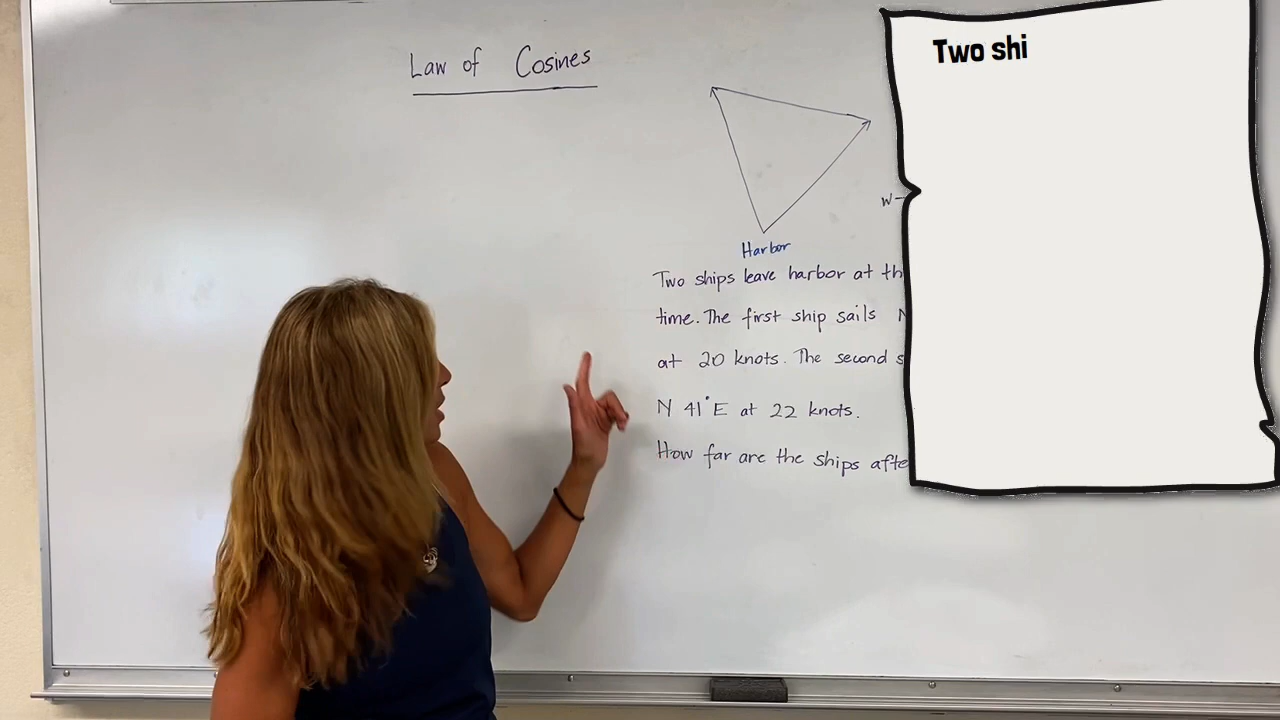 Law of Cosines
Two shi
W
Harbor
Two ships leave harbor at th
time. The first ship sails N
at 20 knots. The second s
N 41° E at 22 knots.
How far are the ships afte